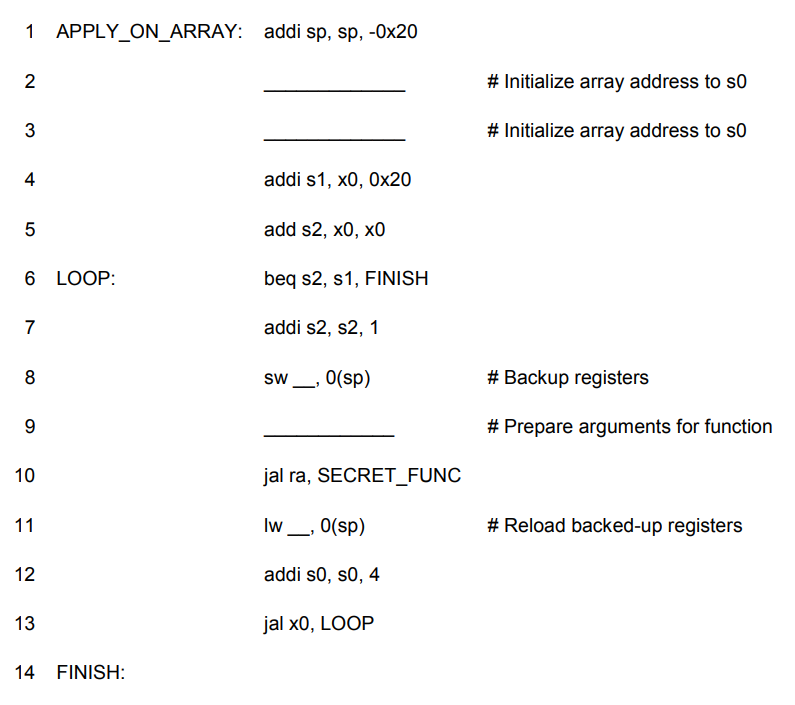 1 APPLY_ON_ARRAY: addi sp, sp, -0x20
2 _____________ # Initialize array address to s0
3 _____________ # Initialize array address to s0
4 addi s1, x0, 0x20
5 add s2, x0, x0
6 LOOP: beq s2, s1, FINISH
7 addi s2, s2, 1
8 sw __, 0(sp) # Backup registers
9 ____________ # Prepare arguments for function
10 jal ra, SECRET_FUNC
11 lw __, 0(sp) # Reload backed-up registers
12 addi s0, s0, 4
13 jal x0, LOOP
14 FINISH: